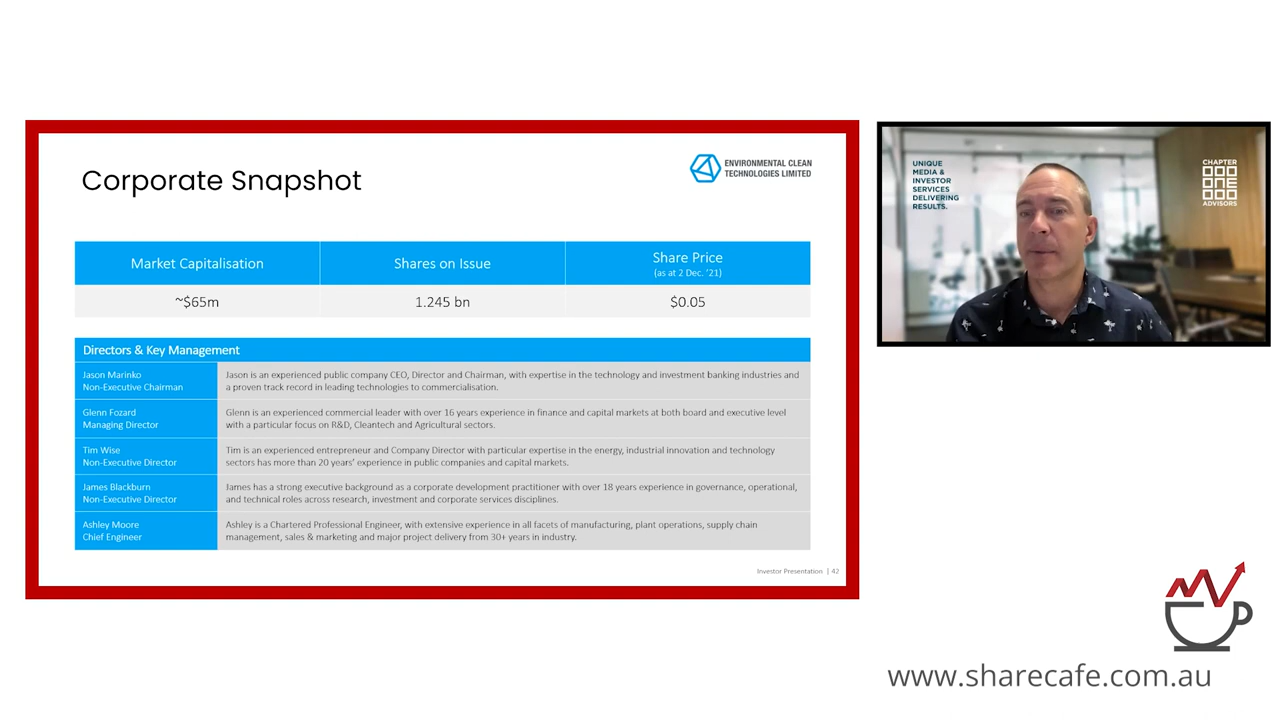 Corporate Snapshot
ENVIRONMENTAL CLEAN
TECHNOLOGIES LIMITED
Market Capitalisation
Shares on Issue
Share Price
(as at 2 Dec. '21)
~$65m
1.245 bn
$0.05
Directors & Key Management
Jason Marinko
Non-Executive Chairman
Jason is an experienced public company CEO, Director and Chairman, with expertise in the technology and investment banking industries and
a proven track record in leading technologies to commercialisation.
Glenn Fozard
Managing Director
Glenn is an experienced commercial leader with over 16 years experience in finance and capital markets at both board and executive level
with a particular focus on R&D, Cleantech and Agricultural sectors.
Tim Wise
Non-Executive Director
Tim is an experienced entrepreneur and Company Director with particular expertise in the energy, industrial innovation and technology
sectors has more than 20 years' experience in public companies and capital markets.
James Blackburn
Non-Executive Director
James has a strong executive background as a corporate development practitioner with over 18 years experience in governance, operational,
and technical roles across research, investment and corporate services disciplines.
Ashley Moore
Chief Engineer
Ashley is a Chartered Professional Engineer, with extensive experience in all facets of manufacturing, plant operations, supply chain
management, sales & marketing and major project delivery from 30+ years in industry.
Investor Presentation | 42
UNIQUE
MEDIA &
INVESTOR
SERVICES
DELIVERING
RESULTS.
CHAPTER
ONE
ADVISORS
www.sharecafe.com.au